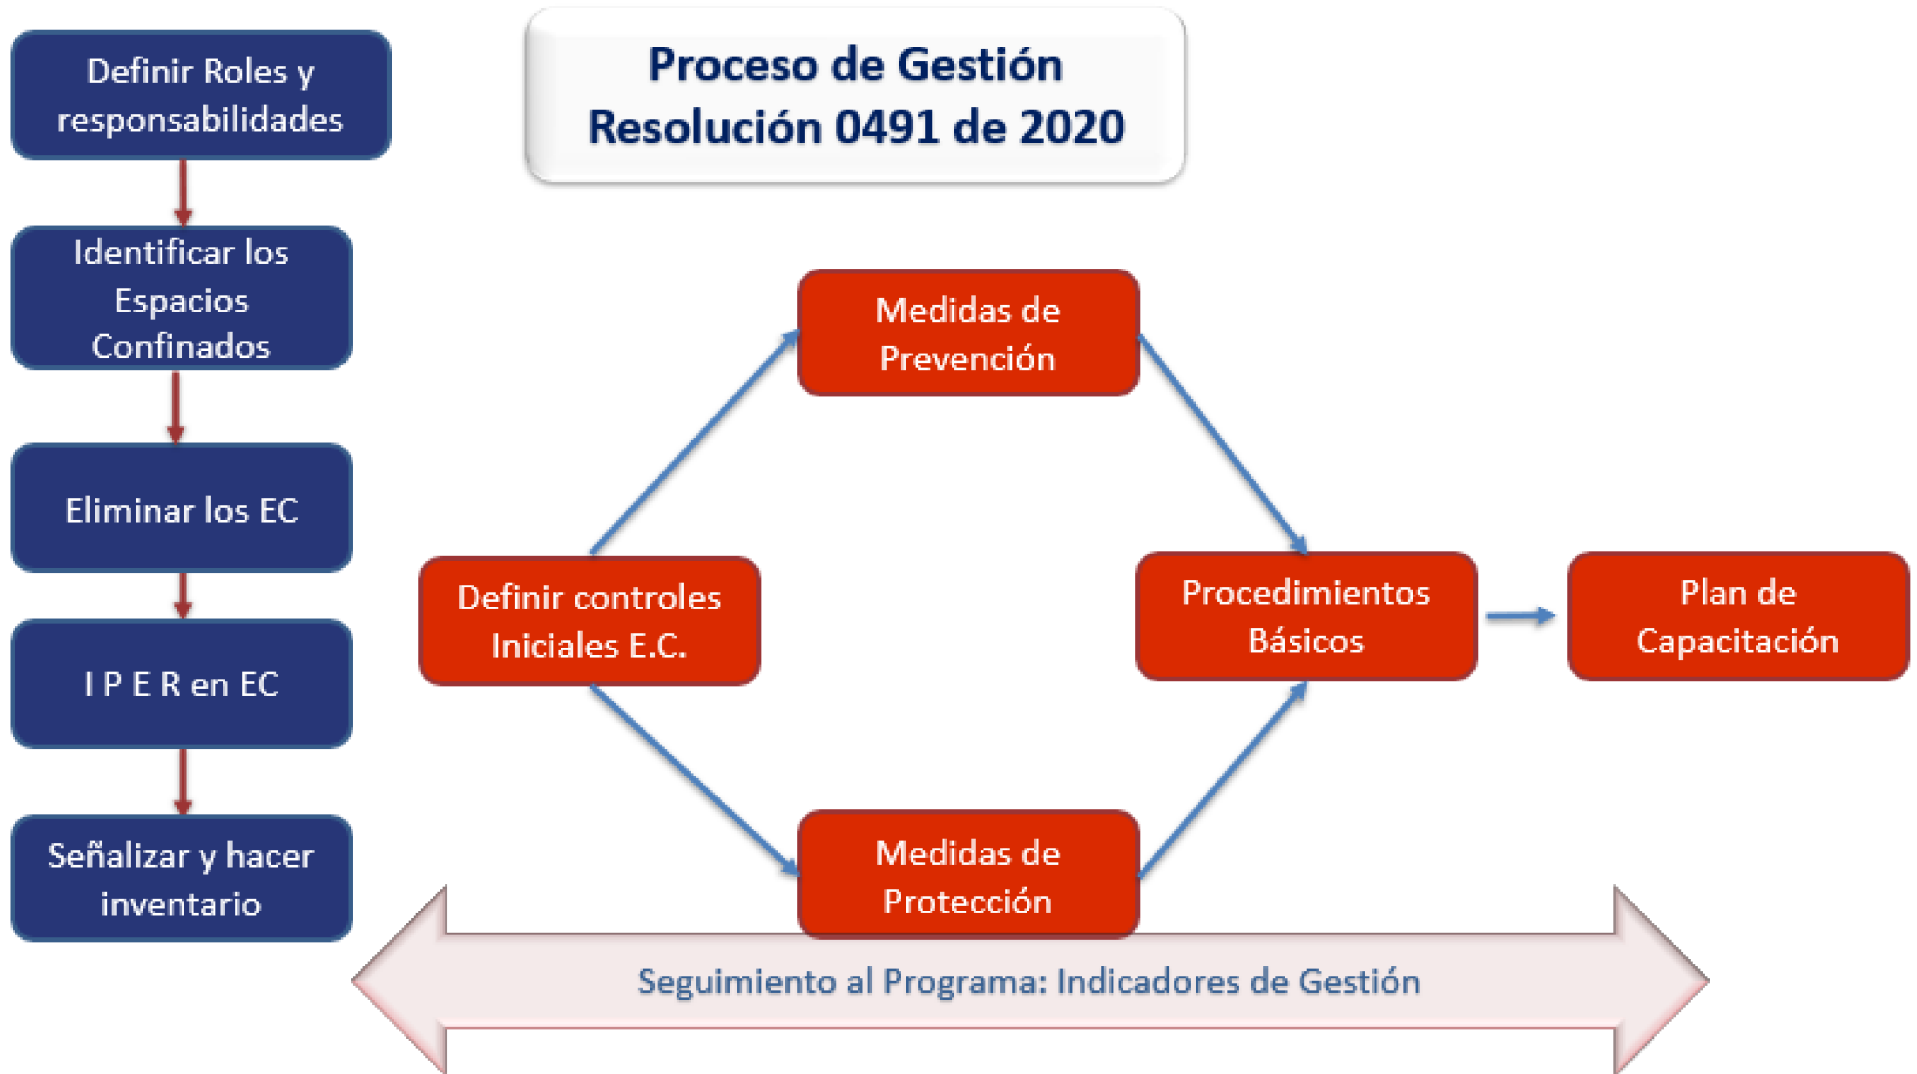 Definir Roles y
responsabilidades
Proceso de Gestión
Resolución 0491 de 2020
Identificar los
Espacios
Confinados
Eliminar los EC
I P E R en EC
Señalizar y hacer
inventario
Medidas de
Prevención
Definir controles
Iniciales E.C.
Procedimientos
Básicos
Plan de
Capacitación
Medidas de
Protección
Seguimiento al Programa: Indicadores de Gestión